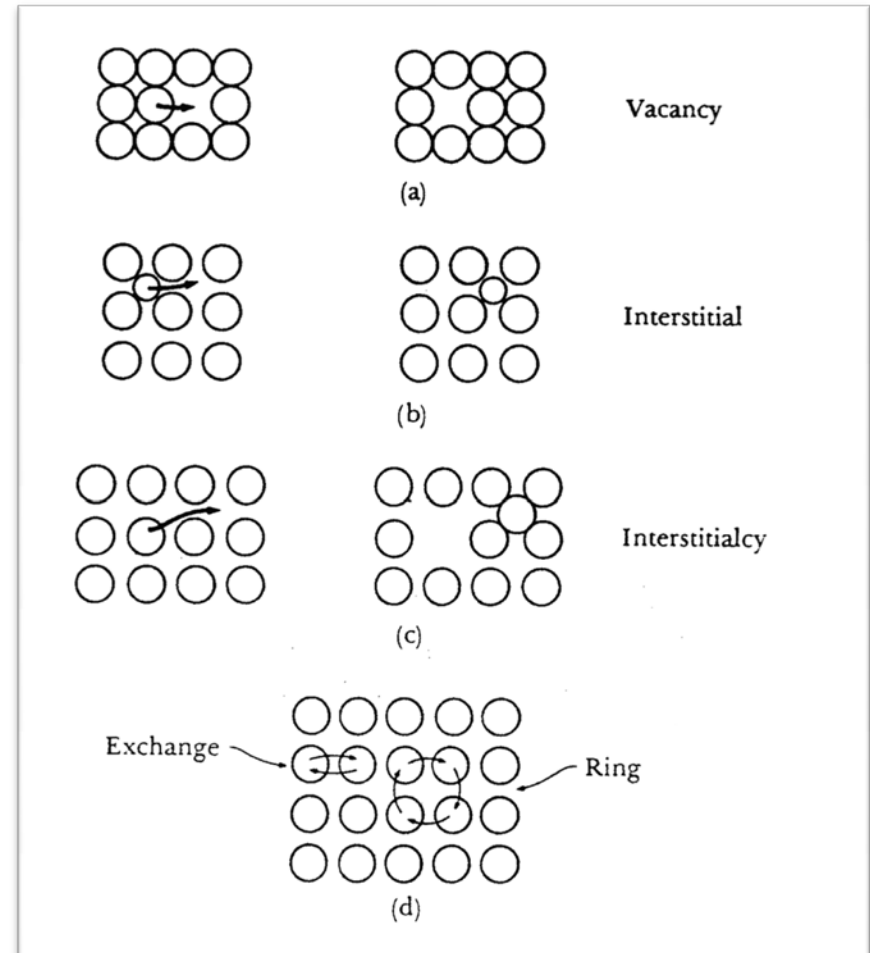 Vacancy
(a)
Interstitial
(b)
Interstitialcy
(c)
Exchange
Ring
(d)